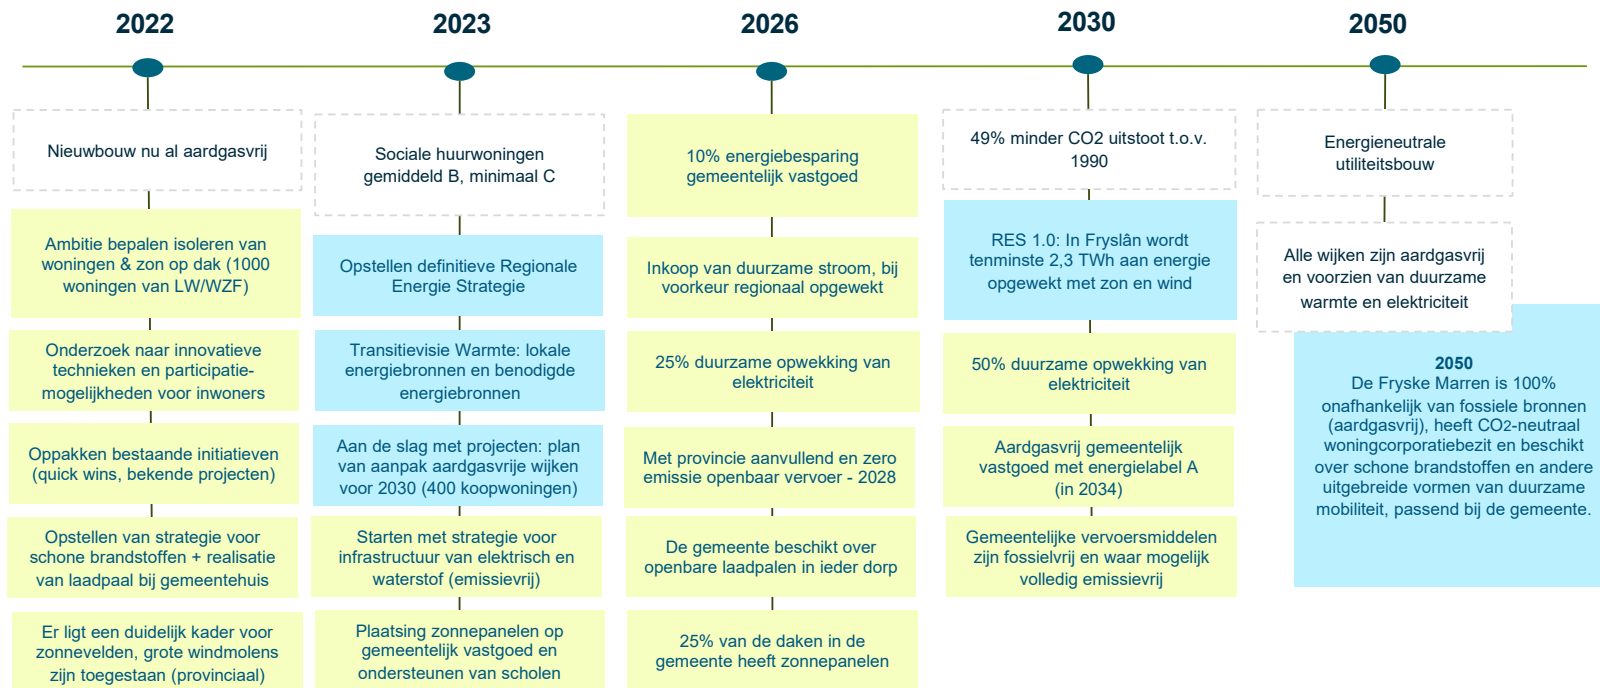 2022
Nieuwbouw nu al aardgasvrij
Ambitie bepalen isoleren van
woningen & zon op dak (1000
woningen van LW/WZF)
Onderzoek naar innovatieve
technieken en participatie-
mogelijkheden voor inwoners
Oppakken bestaande initiatieven
(quick wins, bekende projecten)
Opstellen van strategie voor
schone brandstoffen + realisatie
van laadpaal bij gemeentehuis
Er ligt een duidelijk kader voor
zonnevelden, grote windmolens
zijn toegestaan (provinciaal)
2023
Sociale huurwoningen
gemiddeld B, minimaal C
Opstellen definitieve Regionale
Energie Strategie
Transitievisie Warmte: lokale
energiebronnen en benodigde
energiebronnen
Aan de slag met projecten: plan
van aanpak aardgasvrije wijken
voor 2030 (400 koopwoningen)
Starten met strategie voor
infrastructuur van elektrisch en
waterstof (emissievrij)
Plaatsing zonnepanelen op
gemeentelijk vastgoed en
ondersteunen van scholen
2026
10% energiebesparing
gemeentelijk vastgoed
Inkoop van duurzame stroom, bij
voorkeur regionaal opgewekt
25% duurzame opwekking van
elektriciteit
Met provincie aanvullend en zero
emissie openbaar vervoer - 2028
De gemeente beschikt over
openbare laadpalen in ieder dorp
25% van de daken in de
gemeente heeft zonnepanelen
2030
49% minder CO2 uitstoot t.o.v.
1990
RES 1.0: In Fryslân wordt
tenminste 2,3 TWh aan energie
opgewekt met zon en wind
50% duurzame opwekking van
elektriciteit
Aardgasvrij gemeentelijk
vastgoed met energielabel A
(in 2034)
Gemeentelijke vervoersmiddelen
zijn fossielvrij en waar mogelijk
volledig emissievrij
2050
Energieneutrale
utiliteitsbouw
Alle wijken zijn aardgasvrij
en voorzien van duurzame
warmte en elektriciteit
2050
De Fryske Marren is 100%
onafhankelijk van fossiele bronnen
(aardgasvrij), heeft CO2-neutraal
woningcorporatiebezit en beschikt
over schone brandstoffen en andere
uitgebreide vormen van duurzame
mobiliteit, passend bij de gemeente.